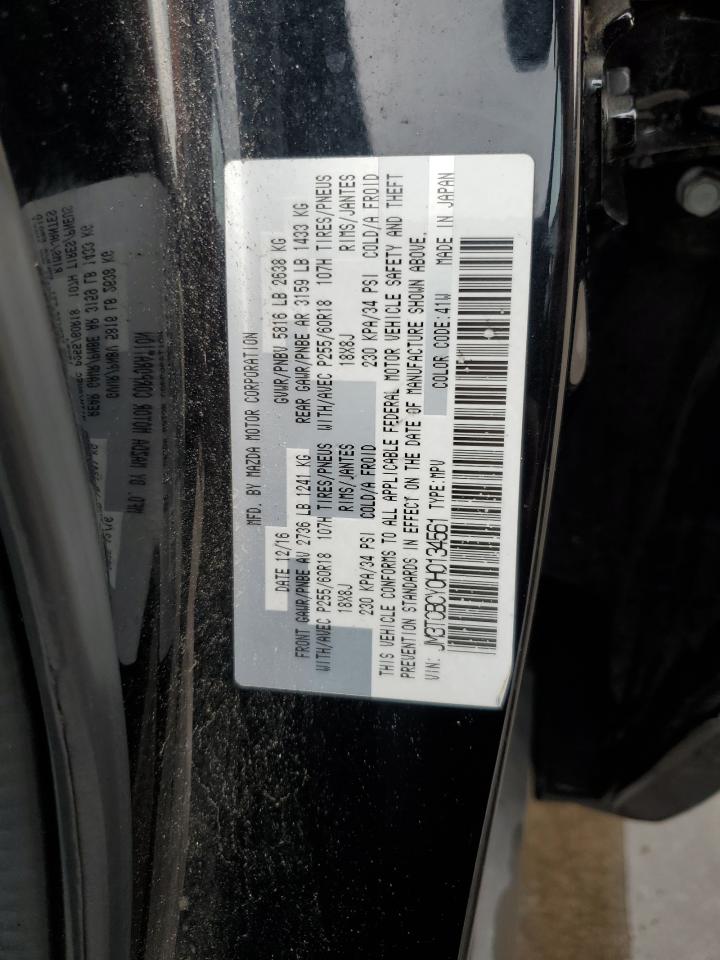 MFD. BY MAZDA MOTOR CORPORATION
DATE 12/16 GVWR/PNBV 5816 LB 2638 KG
FRONT GAWR/PNBE AV 2736 LB 1241 KG REAR GAWR/PNBE AR 3159 LB 1433 KG
WITH/AVEC P255/60R18 107H TIRES/PNEUS WITH/AVEC P255/60R18 107H TIRES/PNEUS
18X8J RIMS/JANTES 18X8J RIMS/JANTES
230 KPA/34 PSI COLD/A FROID 230 KPA/34 PSI COLD/A FROID
THIS VEHICLE CONFORMS TO ALL APPLICABLE FEDERAL MOTOR VEHICLE SAFETY AND THEFT
PREVENTION STANDARDS IN EFFECT ON THE DATE OF MANUFACTURE SHOWN ABOVE.
VIN: JM3TCBCY0H0134561 TYPE:MPV COLOR CODE:41W MADE IN JAPAN